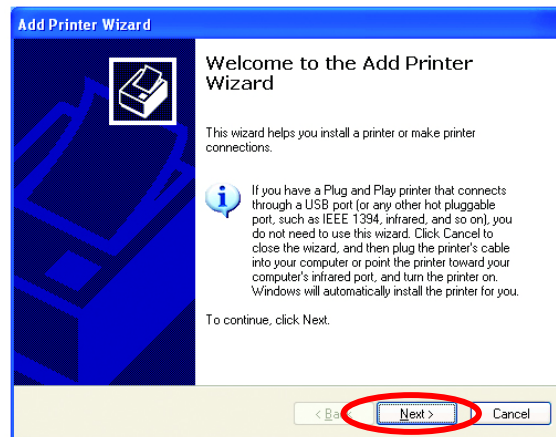 Add Printer Wizard
Welcome to the Add Printer
Wizard
This wizard helps you install a printer or make printer
connections.
If you have a Plug and Play printer that connects
through a USB port (or any other hot pluggable
port, such as IEEE 1394, infrared, and so on), you
do not need to use this wizard. Click Cancel to
close the wizard, and then plug the printer's cable
into your computer or point the printer toward your
computer's infrared port, and turn the printer on.
Windows will automatically install the printer for you.
To continue, click Next.
< Ba Next > Cancel